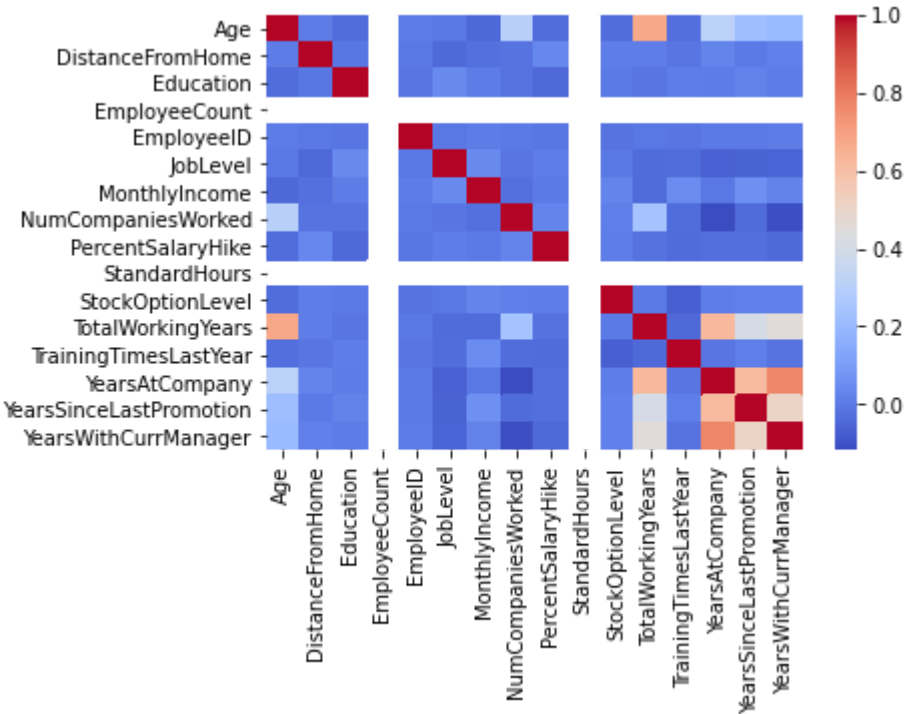 Age
DistanceFromHome
Education
EmployeeCount
EmployeeID
JobLevel
MonthlyIncome
NumCompaniesWorked
PercentSalaryHike
StandardHours
StockOptionLevel
TotalWorkingYears
TrainingTimesLastYear
YearsAtCompany
YearsSinceLastPromotion
YearsWithCurrManager
Age
DistanceFromHome
Education
EmployeeCount
EmployeeID
JobLevel
MonthlyIncome
NumCompaniesWorked
PercentSalaryHike
StandardHours
StockOptionLevel
TotalWorkingYears
TrainingTimesLastYear
YearsAtCompany
YearsSinceLastPromotion
YearsWithCurrManager
1.0
0.8
0.6
0.4
0.2
0.0